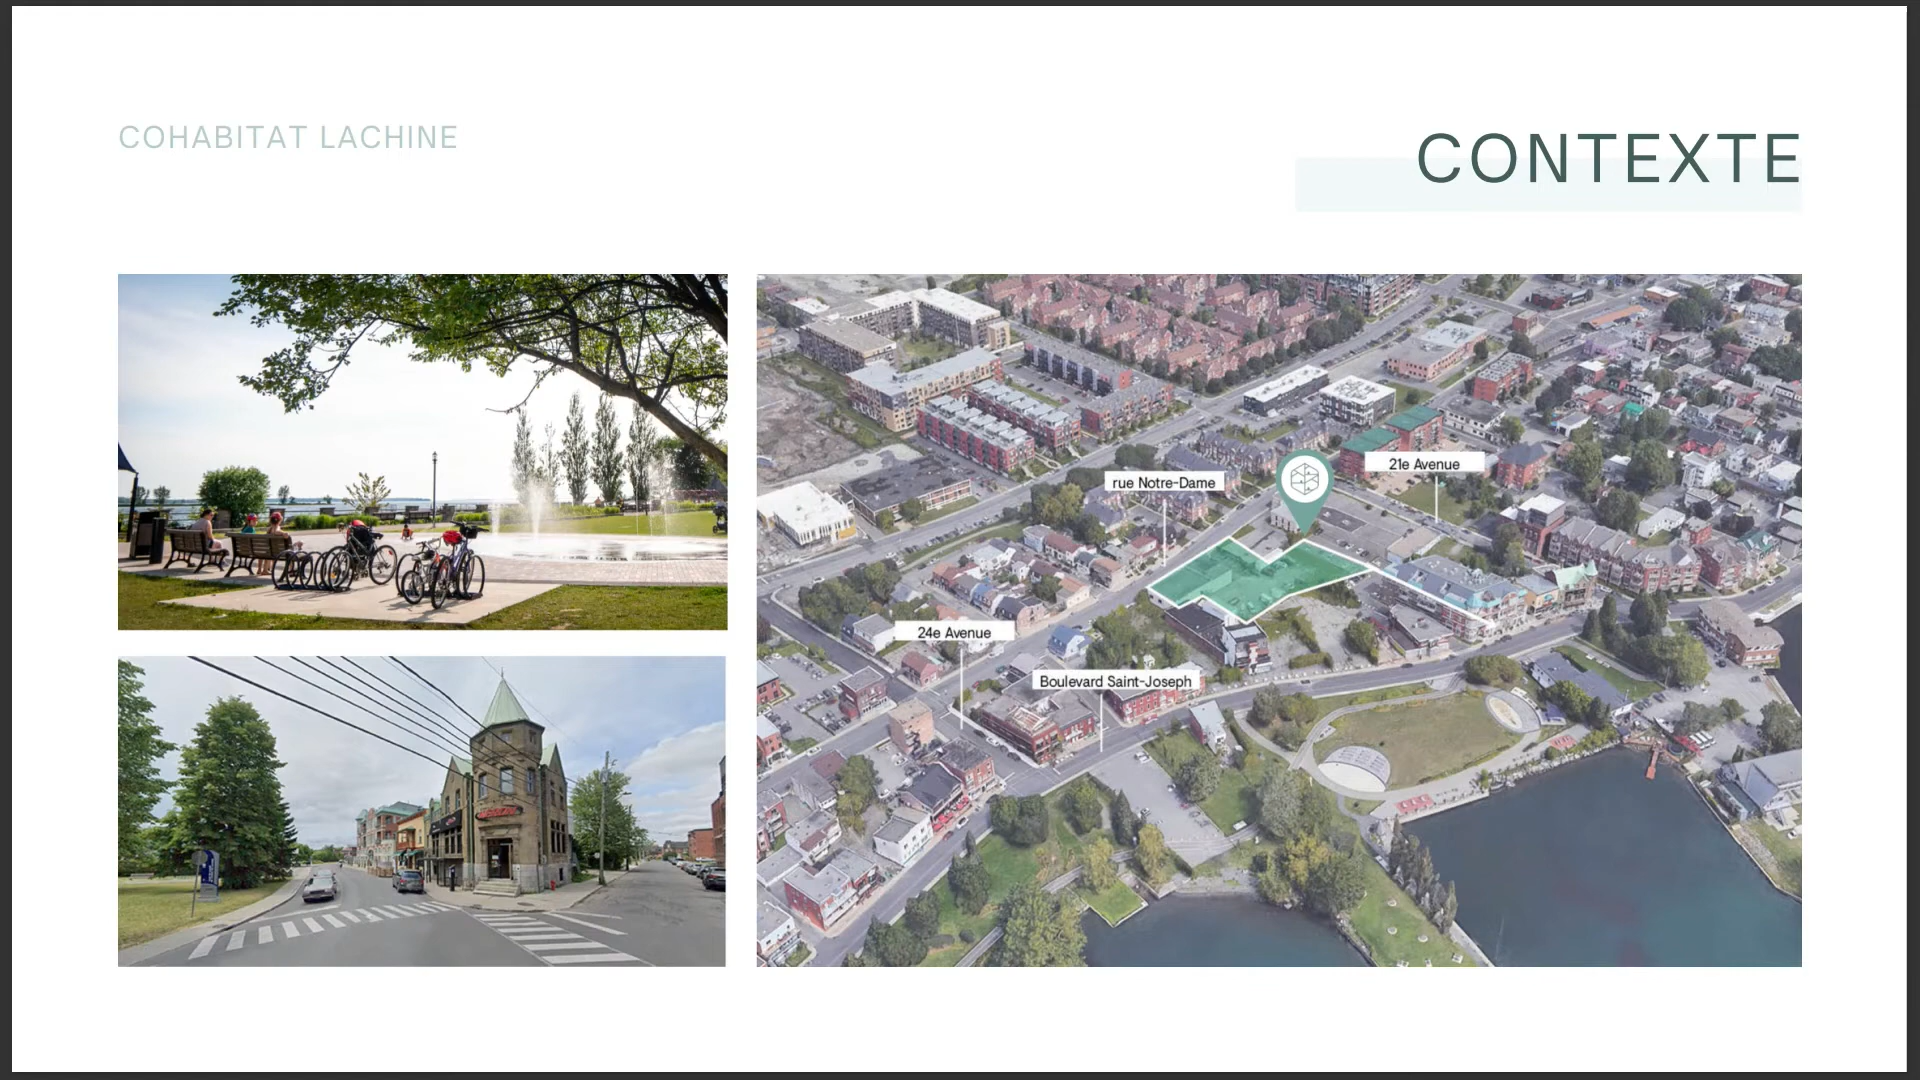 COHABITAT LACHINE
CONTEXTE
rue Notre-Dame
21e Avenue
24e Avenue
Boulevard Saint-Joseph